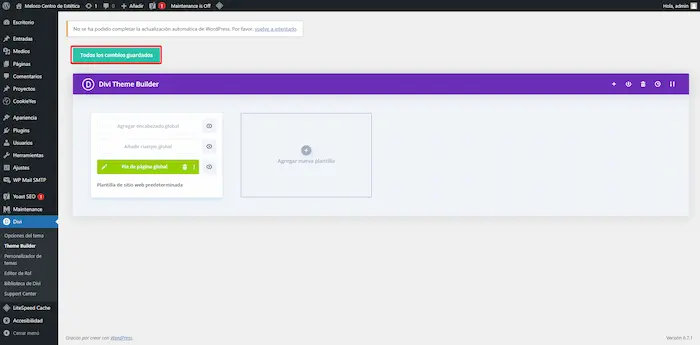 Meloco Centro de Estética
1
0
Añadir
1
Maintenance is Off
Hola, admin
Escritorio
Entradas
Medios
Páginas
Comentarios
Proyectos
CookieYes
Apariencia
Plugins
Usuarios
Herramientas
Ajustes
WP Mail SMTP
Yoast SEO 1
Maintenance
Divi
Opciones del tema
Theme Builder
Personalizador de temas
Editor de Rol
Biblioteca de Divi
Support Center
LiteSpeed Cache
Accesibilidad
Cerrar menú
No se ha podido completar la actualización automática de WordPress. Por favor,
Todos los cambios guardados
D Divi Theme Builder
Agregar encabezado global
Añadir cuerpo global
Pie de página global
Plantilla de sitio web predeterminada
Agregar nueva plantilla
Gracias por crear con WordPress.
Versión 6.7.1